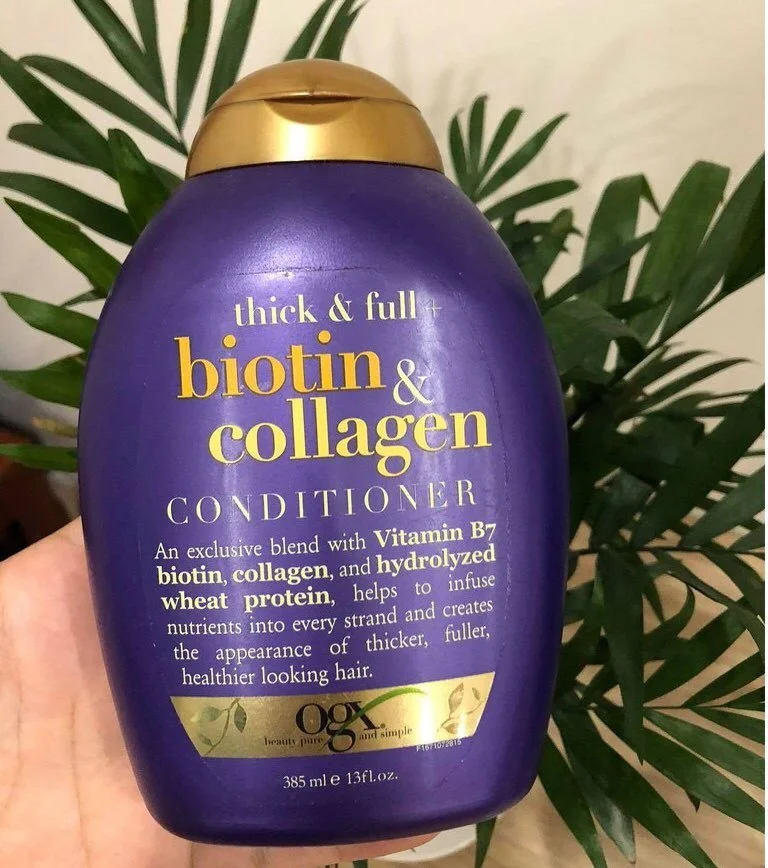 thick & full +
biotin &
collagen
CONDITIONER
An exclusive blend with Vitamin B7
biotin, collagen, and hydrolyzed
wheat protein, helps to infuse
nutrients into every strand and creates
the appearance of thicker, fuller,
healthier looking hair.
ogx
beauty pure and simple
P1671072815
385 ml e 13fl.oz.